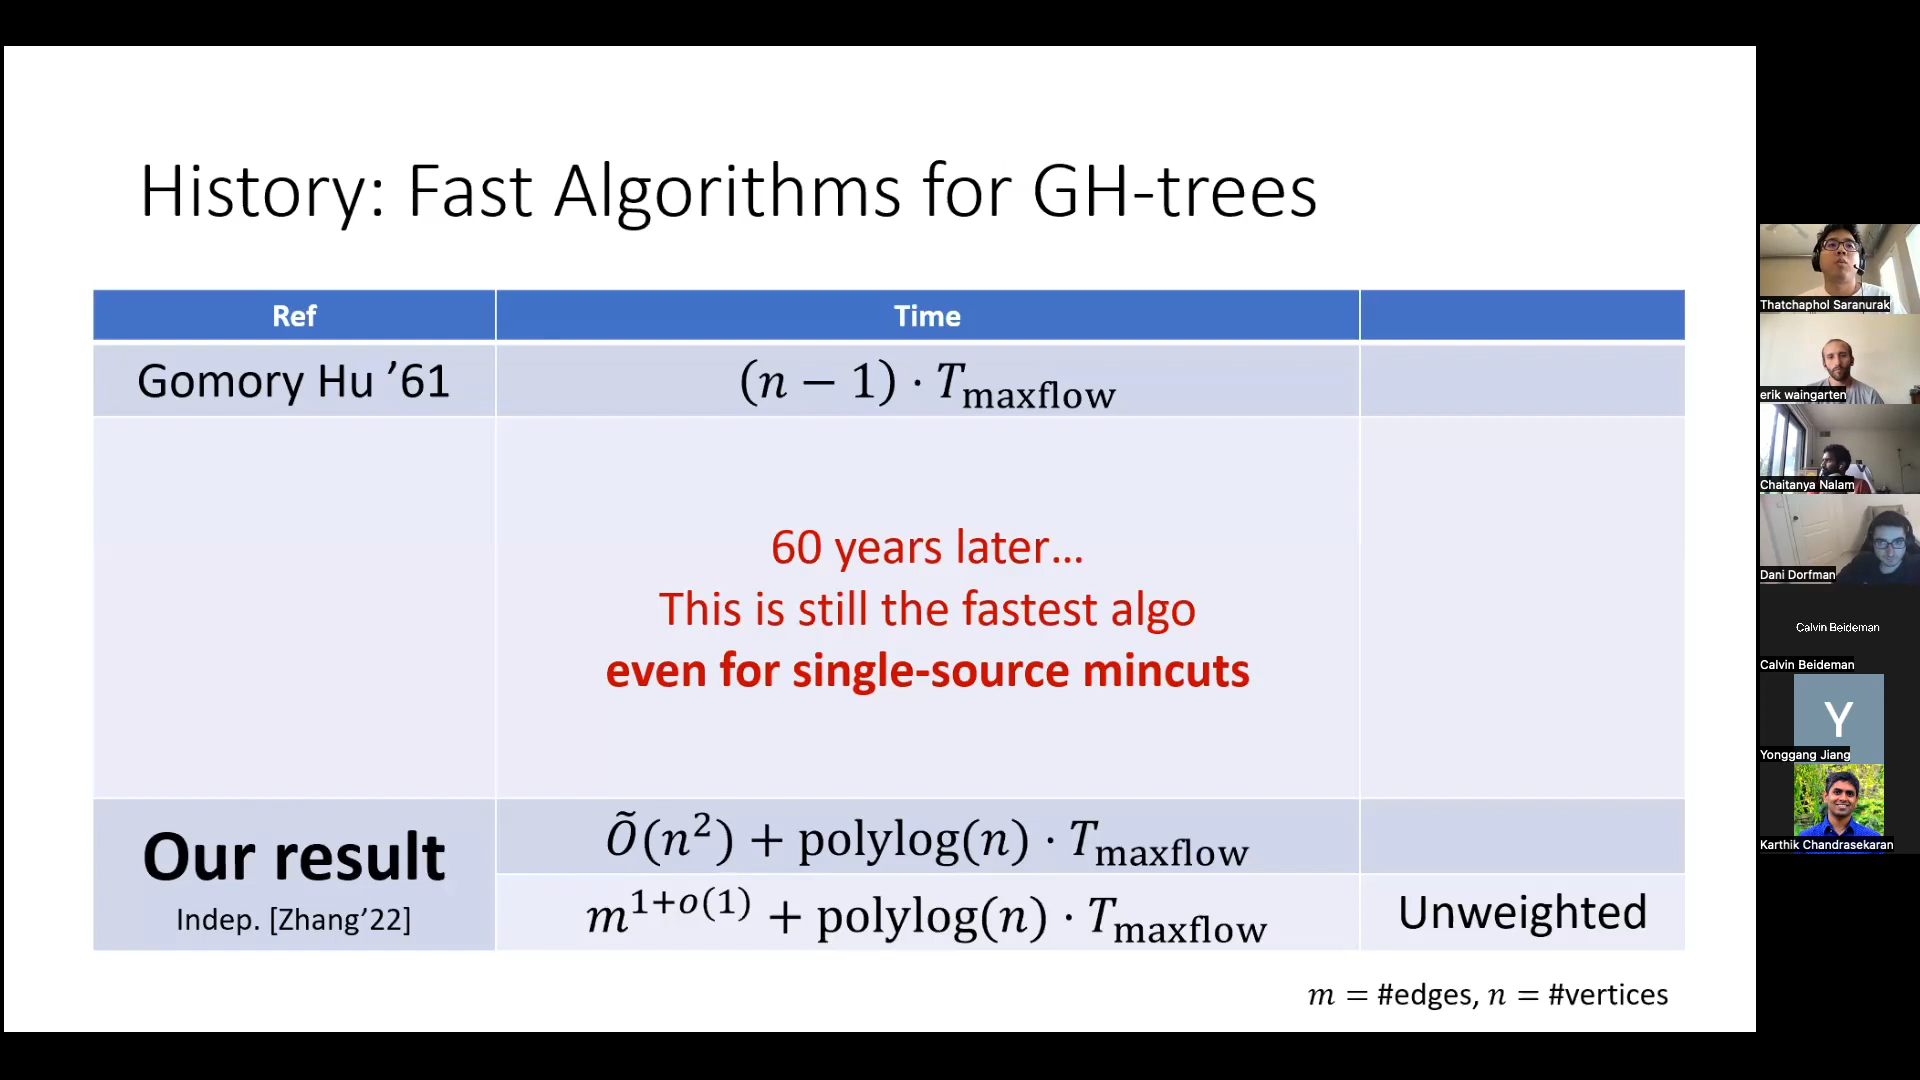 History: Fast Algorithms for GH-trees
Ref Time
Gomory Hu ’61 (n − 1) · T_maxflow
60 years later…
This is still the fastest algo
even for single-source mincuts
Our result
Indep. [Zhang’22]
Õ(n²) + polylog(n) · T_maxflow
m^{1+o(1)} + polylog(n) · T_maxflow Unweighted
m = #edges, n = #vertices
Thatchaphol Saranurak
erik waingarten
Chaitanya Nalam
Dani Dorfman
Calvin Beideman
Calvin Beideman
Y
Yonggang Jiang
Karthik Chandrasekaran